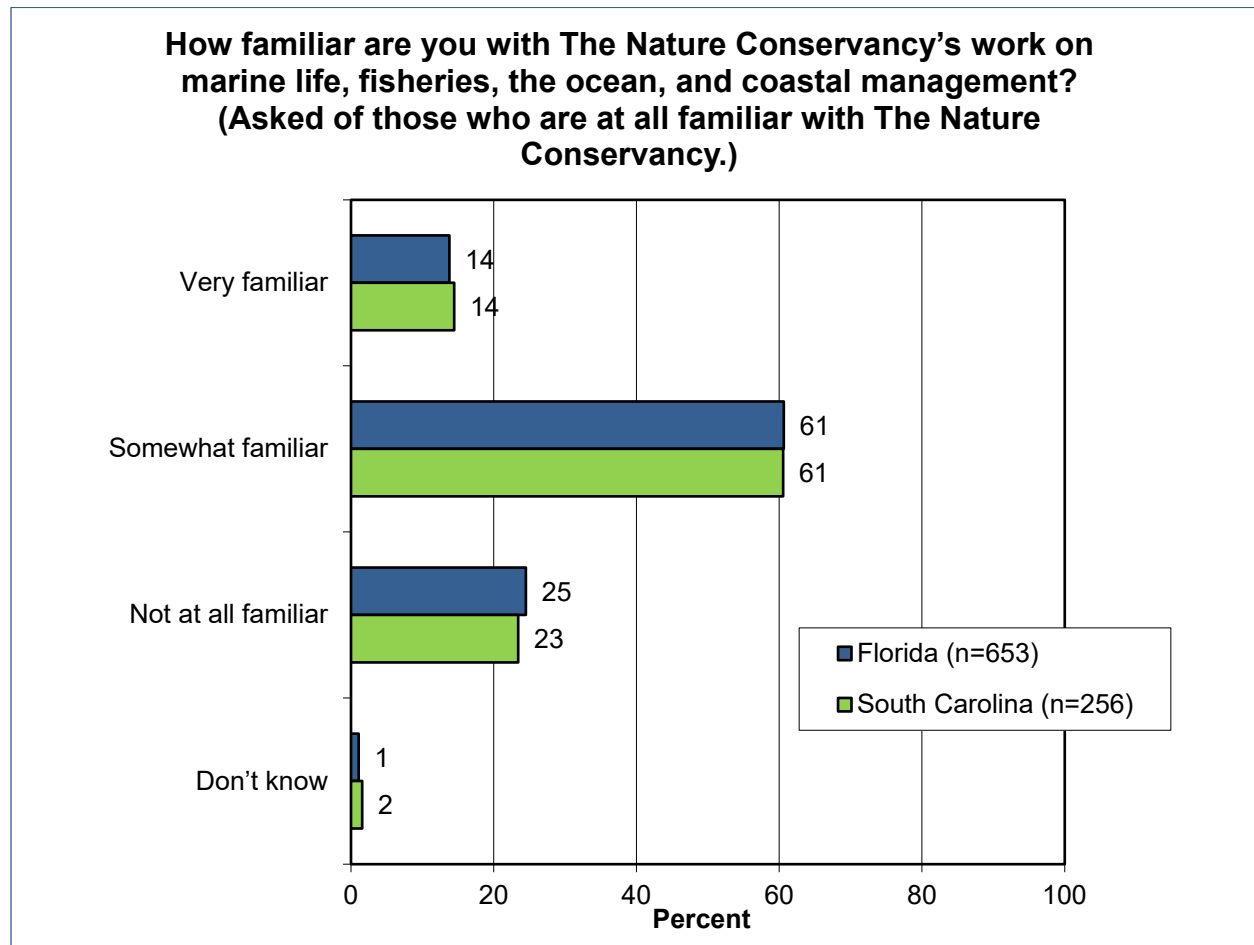 How familiar are you with The Nature Conservancy’s work on
marine life, fisheries, the ocean, and coastal management?
(Asked of those who are at all familiar with The Nature
Conservancy.)
Very familiar
14
14
Somewhat familiar
61
61
Not at all familiar
25
23
Don’t know
1
2
Florida (n=653)
South Carolina (n=256)
0 20 40 60 80 100
Percent